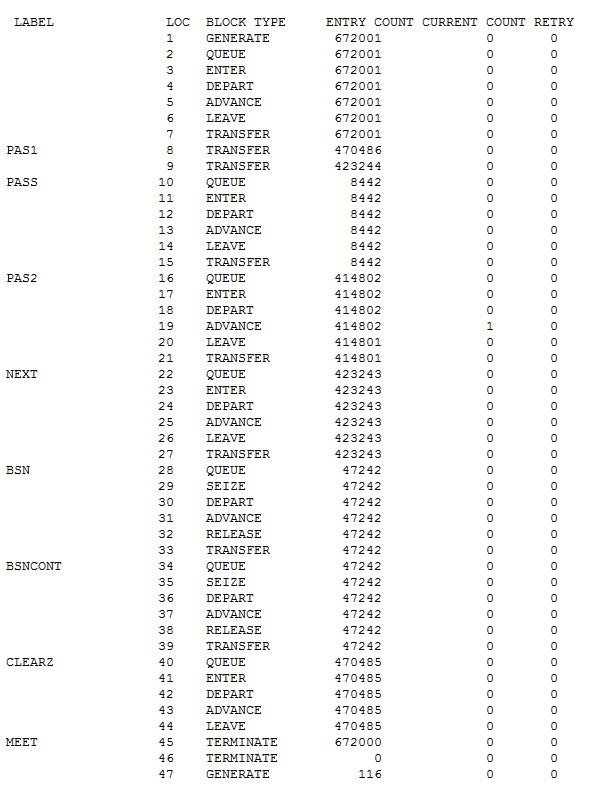 LABEL LOC BLOCK TYPE ENTRY COUNT CURRENT COUNT RETRY
1 GENERATE 672001 0 0
2 QUEUE 672001 0 0
3 ENTER 672001 0 0
4 DEPART 672001 0 0
5 ADVANCE 672001 0 0
6 LEAVE 672001 0 0
7 TRANSFER 672001 0 0
PAS1 8 TRANSFER 470486 0 0
9 TRANSFER 423244 0 0
PASS 10 QUEUE 8442 0 0
11 ENTER 8442 0 0
12 DEPART 8442 0 0
13 ADVANCE 8442 0 0
14 LEAVE 8442 0 0
15 TRANSFER 8442 0 0
PAS2 16 QUEUE 414802 0 0
17 ENTER 414802 0 0
18 DEPART 414802 0 0
19 ADVANCE 414802 1 0
20 LEAVE 414801 0 0
21 TRANSFER 414801 0 0
NEXT 22 QUEUE 423243 0 0
23 ENTER 423243 0 0
24 DEPART 423243 0 0
25 ADVANCE 423243 0 0
26 LEAVE 423243 0 0
27 TRANSFER 423243 0 0
BSN 28 QUEUE 47242 0 0
29 SEIZE 47242 0 0
30 DEPART 47242 0 0
31 ADVANCE 47242 0 0
32 RELEASE 47242 0 0
33 TRANSFER 47242 0 0
BSNCONT 34 QUEUE 47242 0 0
35 SEIZE 47242 0 0
36 DEPART 47242 0 0
37 ADVANCE 47242 0 0
38 RELEASE 47242 0 0
39 TRANSFER 47242 0 0
CLEARZ 40 QUEUE 470485 0 0
41 ENTER 470485 0 0
42 DEPART 470485 0 0
43 ADVANCE 470485 0 0
44 LEAVE 470485 0 0
MEET 45 TERMINATE 672000 0 0
46 TERMINATE 0 0 0
47 GENERATE 116 0 0